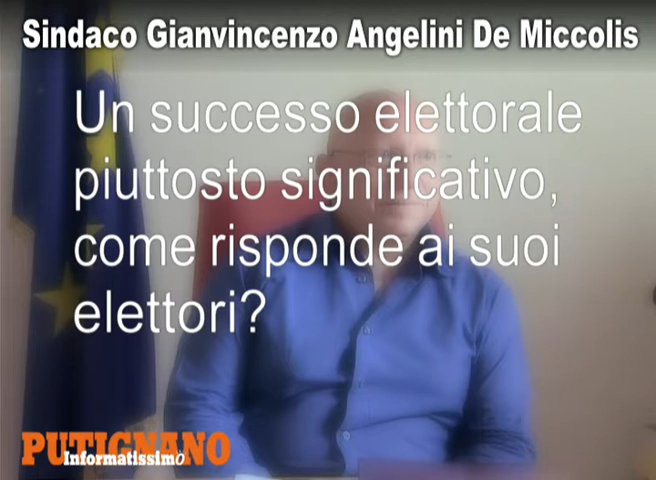 Sindaco Gianvincenzo Angelini De Miccolis
Un successo elettorale
piuttosto significativo,
come risponde ai suoi
elettori?
PUTIGNANO
Informatissimo